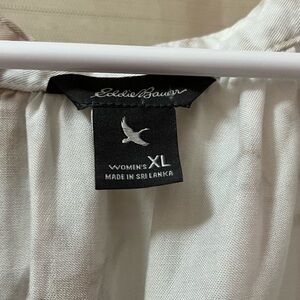 Eddie Bauer
WOMEN'S XL
MADE IN SRI LANKA